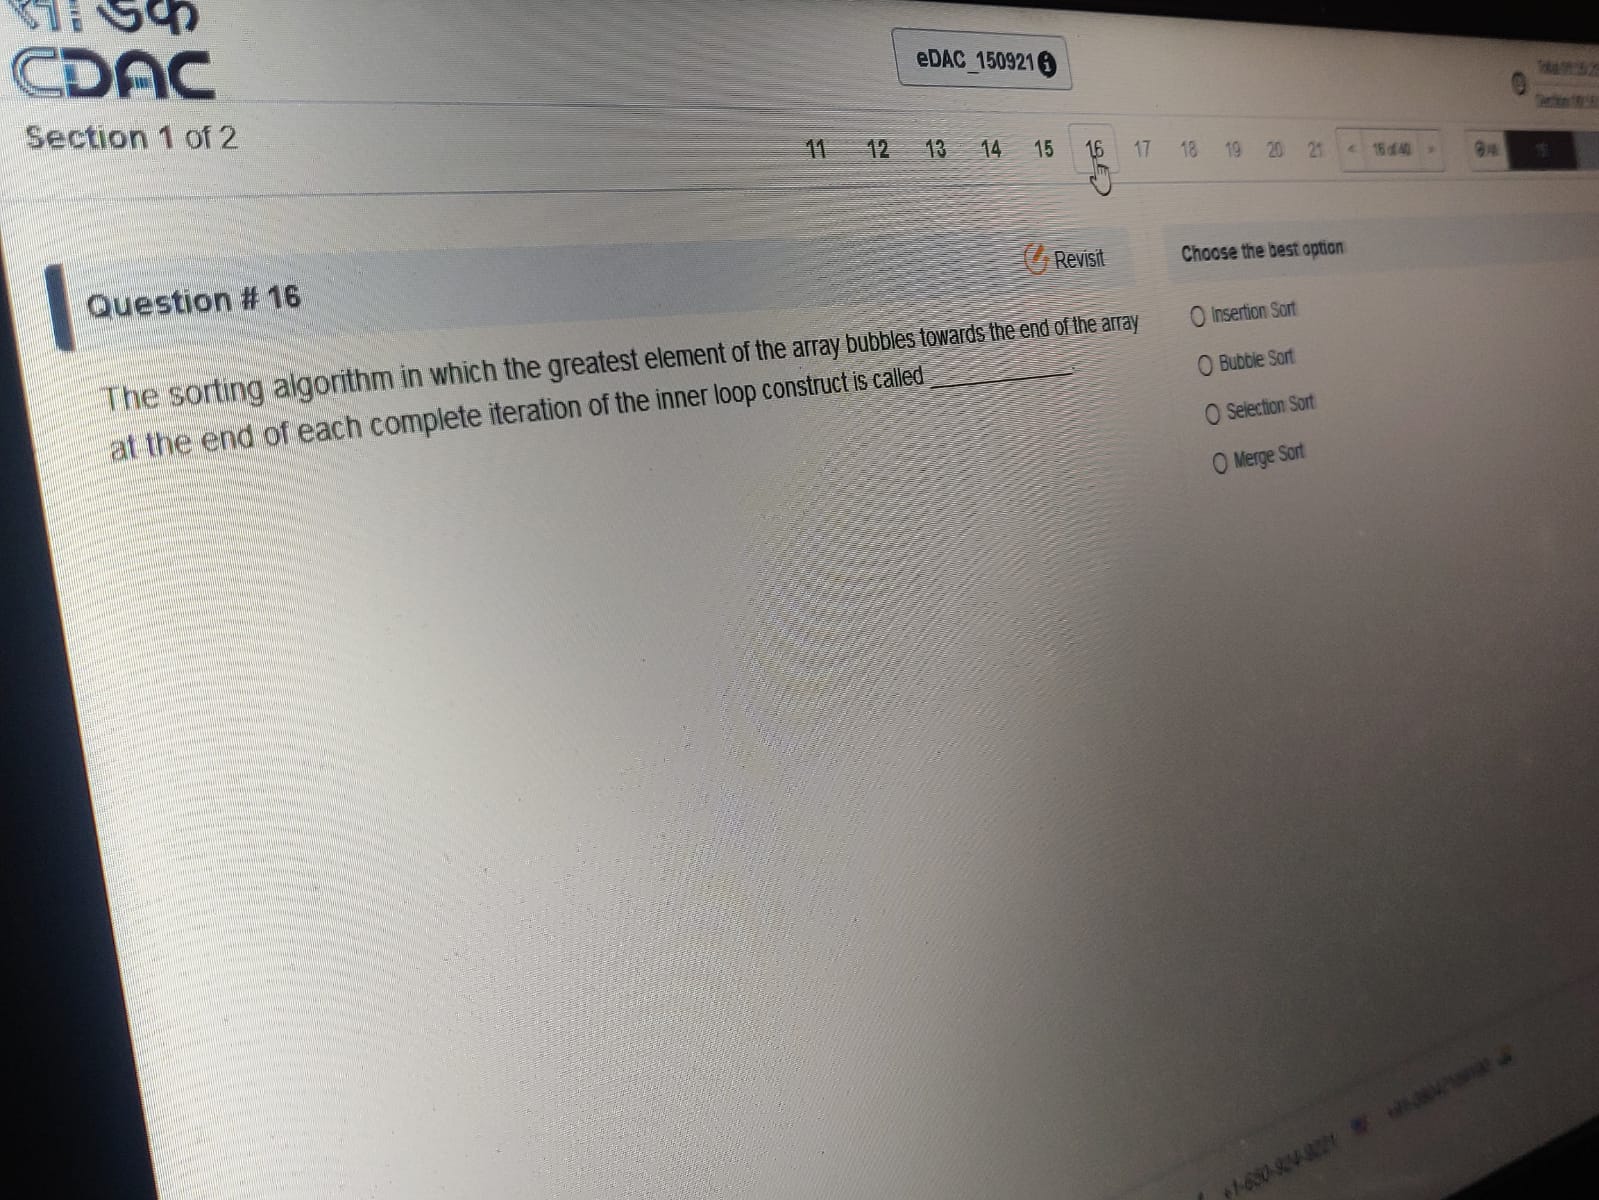 CDAC
eDAC_150921
Section 1 of 2
11 12 13 14 15 16 17 18 19 20 21 < 16 of 40 >
Question # 16
Revisit
The sorting algorithm in which the greatest element of the array bubbles towards the end of the array
at the end of each complete iteration of the inner loop construct is called ____________.
Choose the best option
Insertion Sort
Bubble Sort
Selection Sort
Merge Sort